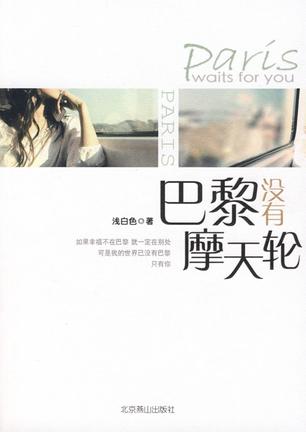 paris
waits for you
PARIS
巴黎没有
摩天轮
浅白色◎著
如果幸福不在巴黎 就一定在别处
可是我的世界已没有巴黎
只有你
北京燕山出版社